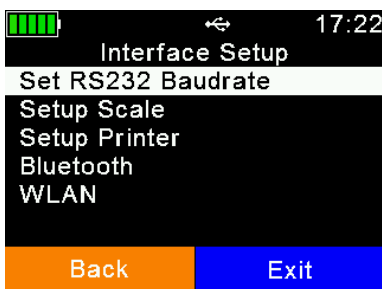 17:22
Interface Setup
Set RS232 Baudrate
Setup Scale
Setup Printer
Bluetooth
WLAN
Back Exit